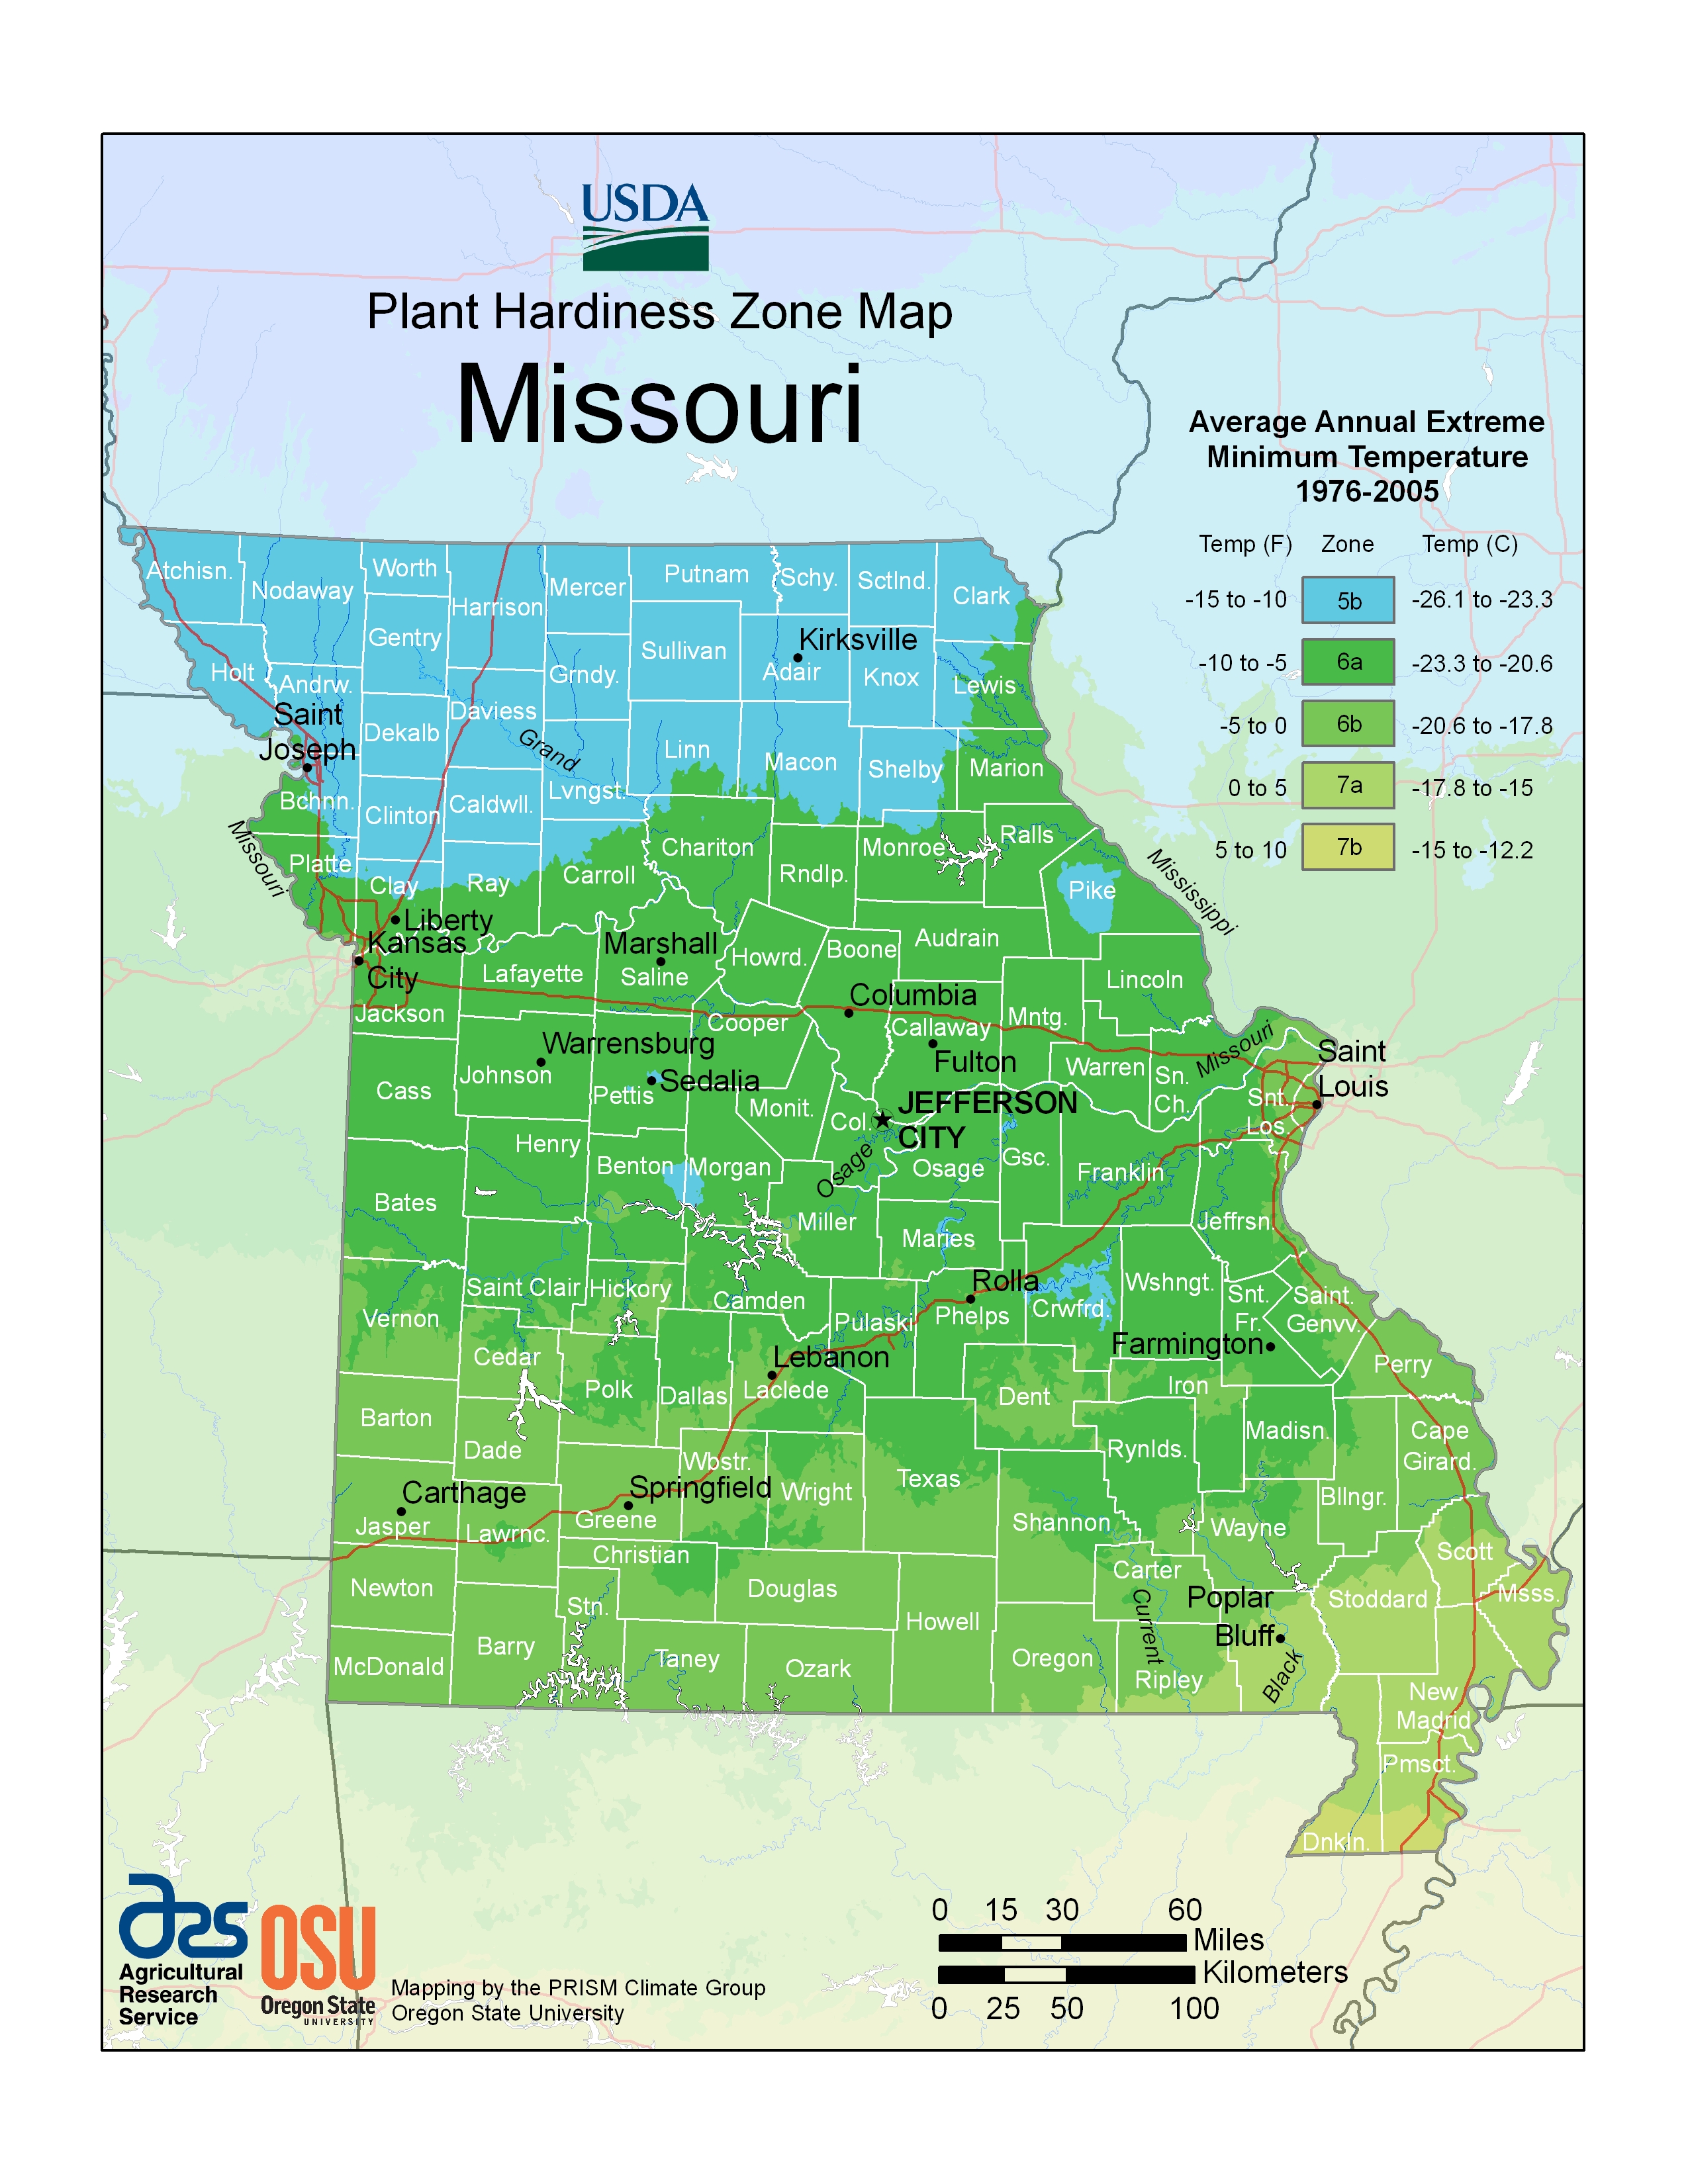 USDA
Plant Hardiness Zone Map
Missouri
Average Annual Extreme
Minimum Temperature
1976-2005
Temp (F) Zone Temp (C)
-15 to -10 5b -26.1 to -23.3
-10 to -5 6a -23.3 to -20.6
-5 to 0 6b -20.6 to -17.8
0 to 5 7a -17.8 to -15
5 to 10 7b -15 to -12.2
Atchisn.
Nodaway
Worth
Harrison
Mercer
Putnam
Schy.
Sctlnd.
Clark
Gentry
Holt
Andrw.
Sullivan
Kirksville
Adair
Knox
Lewis
Grndy.
Saint
Joseph
Dekalb
Daviess
Grand
Linn
Macon
Shelby
Marion
Bchnn.
Clinton
Caldwll.
Lvngst.
Missouri
Platte
Clay
Ray
Carroll
Chariton
Rndlp.
Monroe
Ralls
Pike
Mississippi
Liberty
Kansas
City
Jackson
Lafayette
Marshall
Saline
Howrd.
Boone
Audrain
Lincoln
Columbia
Cooper
Callaway
Fulton
Mntg.
Warren
Sn.
Ch.
Missouri
Saint
Louis
Snt.
Los.
Cass
Johnson
Warrensburg
Pettis
Sedalia
Monit.
Col.
JEFFERSON
CITY
Osage
Osage
Gsc.
Franklin
Jeffrsn.
Bates
Henry
Benton
Morgan
Miller
Maries
Vernon
Saint Clair
Hickory
Camden
Pulaski
Rolla
Phelps
Crwfrd.
Wshngt.
Snt.
Fr.
Saint.
Genvv.
Farmington
Perry
Cedar
Polk
Dallas
Lebanon
Laclede
Dent
Iron
Madisn.
Cape
Girard.
Barton
Dade
Wbstr.
Wright
Texas
Rynlds.
Bllngr.
Carthage
Jasper
Lawrnc.
Springfield
Greene
Christian
Shannon
Wayne
Scott
Newton
Stn.
Douglas
Howell
Carter
Current
Poplar
Bluff
Black
Stoddard
Msss.
McDonald
Barry
Taney
Ozark
Oregon
Ripley
New
Madrid
Pmsct.
Dnkln.
ars
Agricultural
Research
Service
OSU
Oregon State
UNIVERSITY
Mapping by the PRISM Climate Group
Oregon State University
0 15 30 60
Miles
Kilometers
0 25 50 100